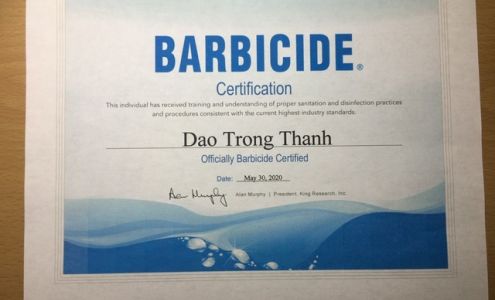 BARBICIDE®
Certification
This individual has received training and understanding of proper sanitation and disinfection practices
and procedures consistent with the current highest industry standards.
Dao Trong Thanh
Officially Barbicide Certified
Date: May 30, 2020
Alan Murphy Alan Murphy | President, King Research, Inc.